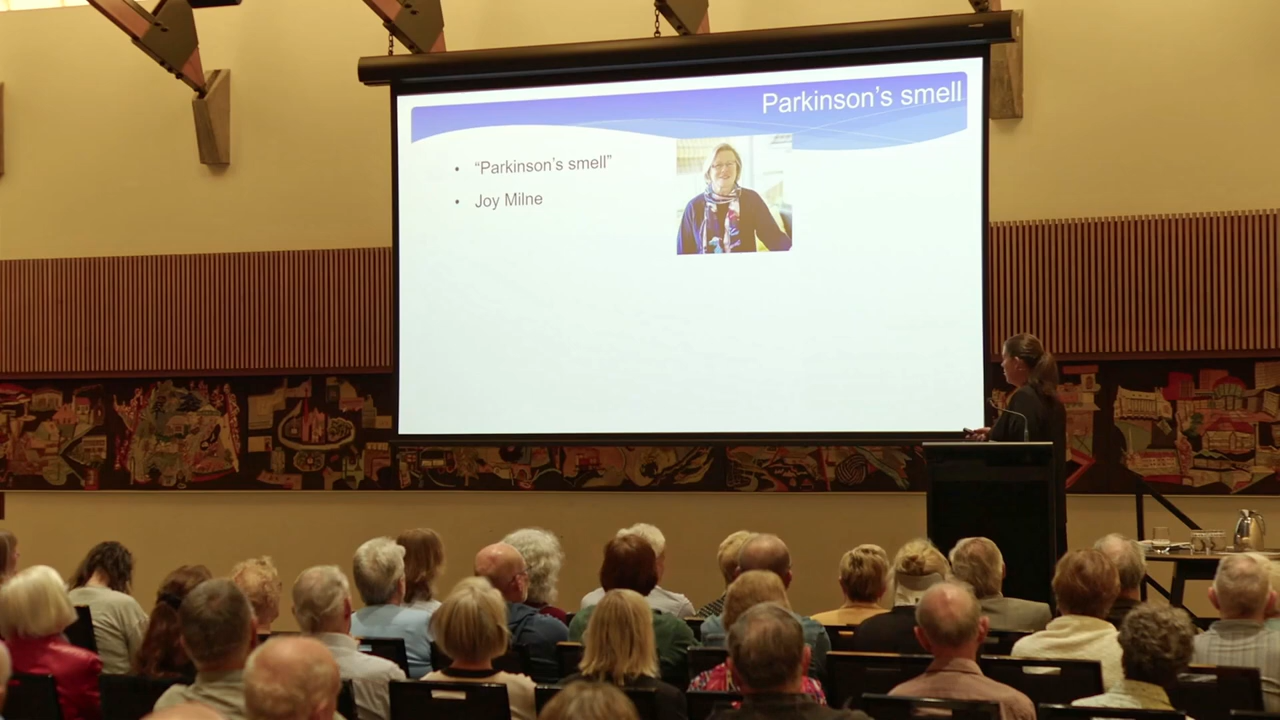 Parkinson's smell
• “Parkinson's smell”
• Joy Milne